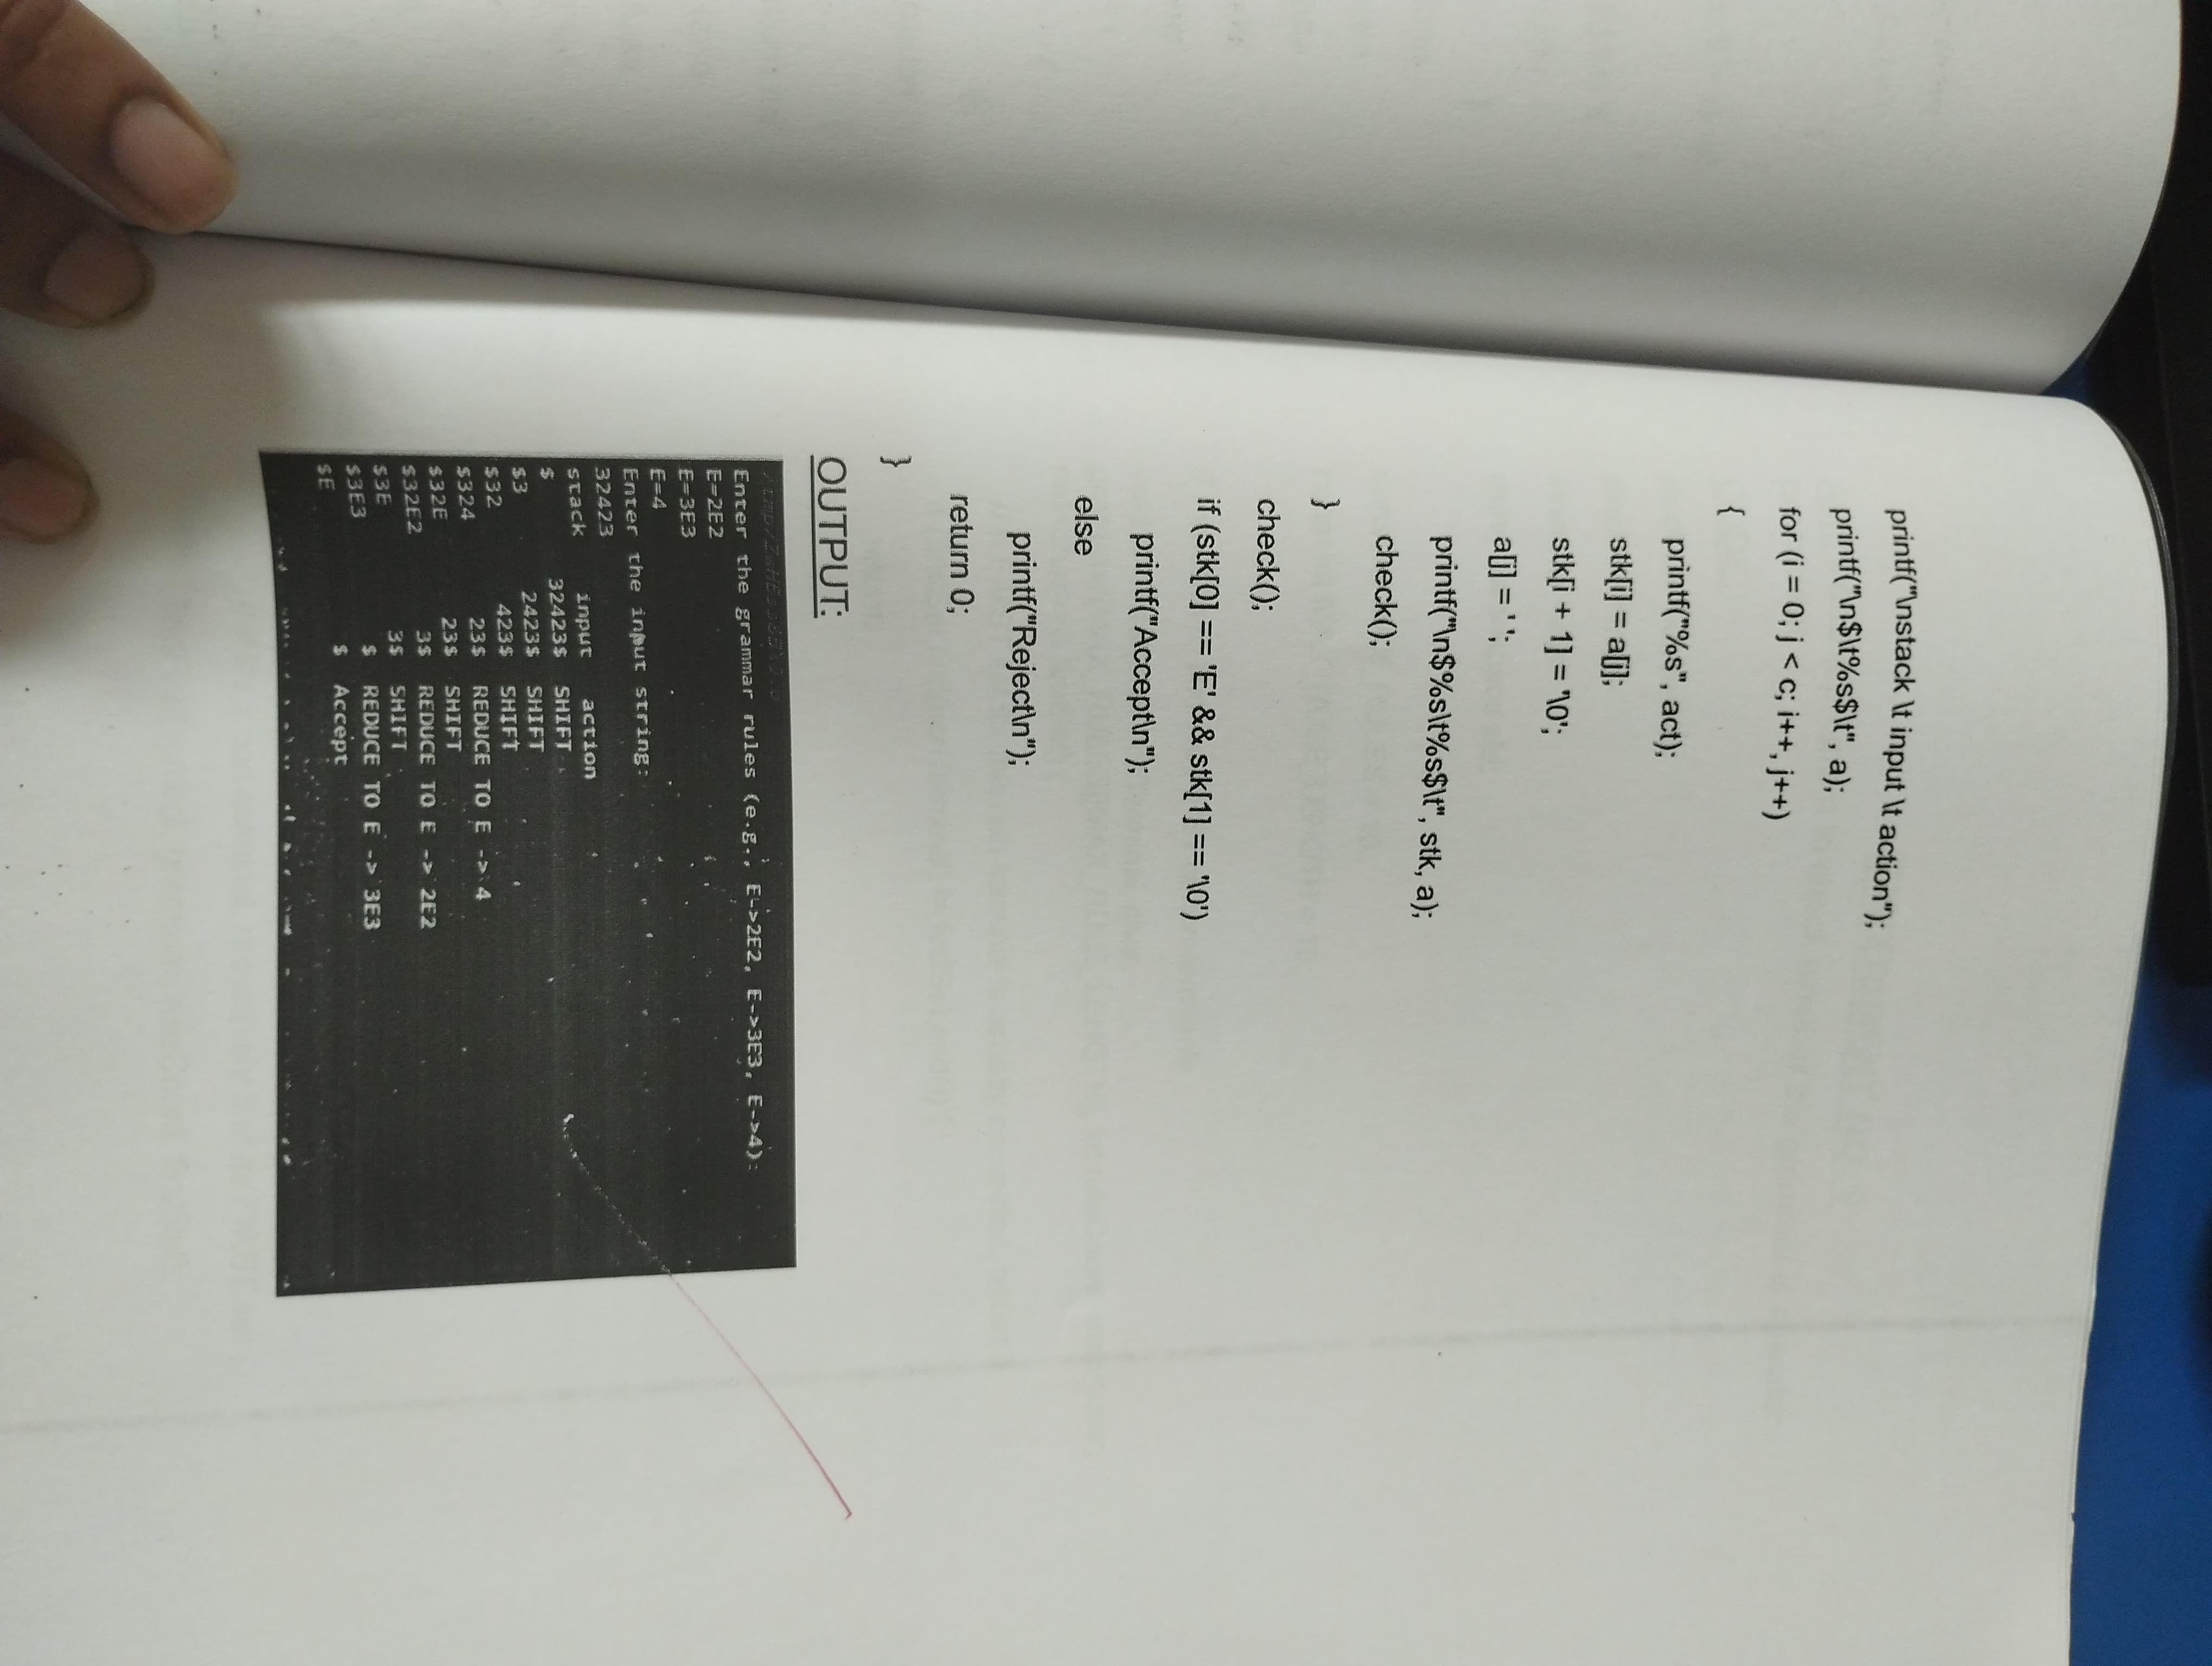 printf("\nstack \t input \t action");
printf("\n$\t%s$\t", a);
for (i = 0; j < c; i++, j++)
{
printf("%s", act);
stk[i] = a[j];
stk[i + 1] = '\0';
a[j] = ' ';
printf("\n$%s\t%s$\t", stk, a);
check();
}
check();
if (stk[0] == 'E' && stk[1] == '\0')
printf("Accept\n");
else
printf("Reject\n");
return 0;
}
OUTPUT:
Enter the grammar rules (e.g., E->2E2, E->3E3, E->4):
E=2E2
E=3E3
E=4
Enter the input string:
32423
stack input action
$ 32423$ SHIFT
$3 2423$ SHIFT
$32 423$ SHIFT
$324 23$ REDUCE TO E -> 4
$32E 23$ SHIFT
$32E2 3$ REDUCE TO E -> 2E2
$3E 3$ SHIFT
$3E3 $ REDUCE TO E -> 3E3
$E $ Accept